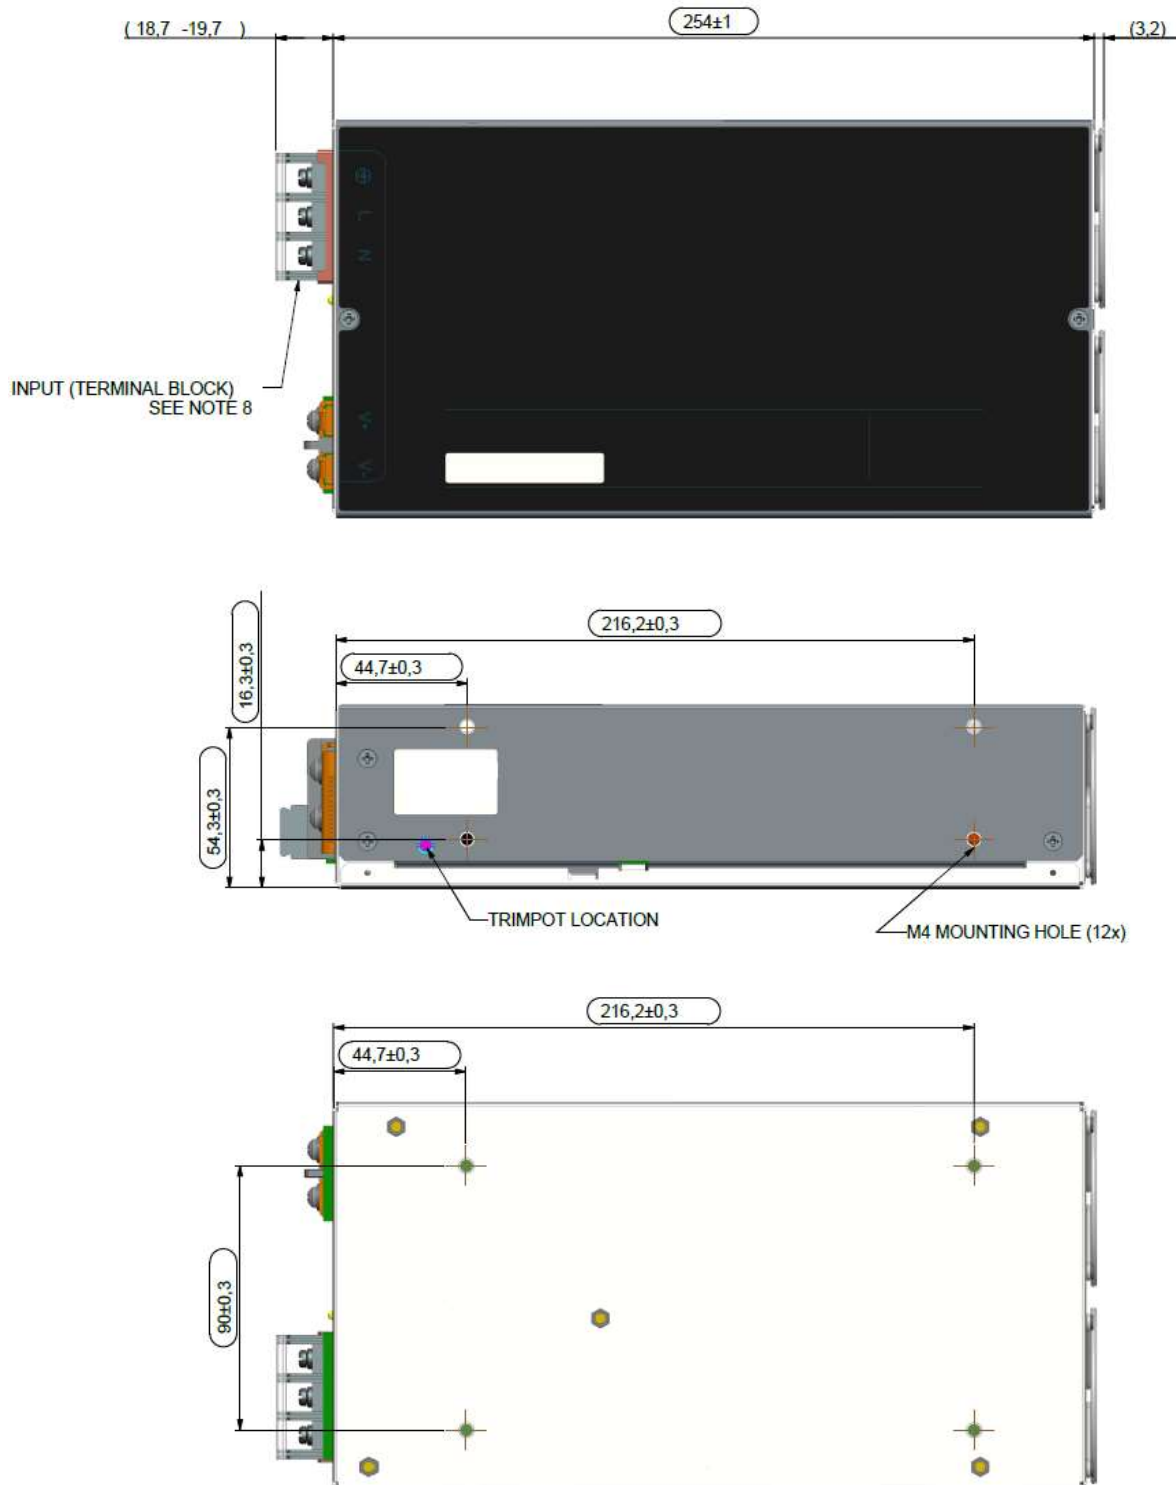 ( 18,7 -19,7 )
254±1
(3,2)
L
N
INPUT (TERMINAL BLOCK)
SEE NOTE 8
V+
V-
216,2±0,3
16,3±0,3
44,7±0,3
54,3±0,3
TRIMPOT LOCATION
M4 MOUNTING HOLE (12x)
216,2±0,3
44,7±0,3
90±0,3